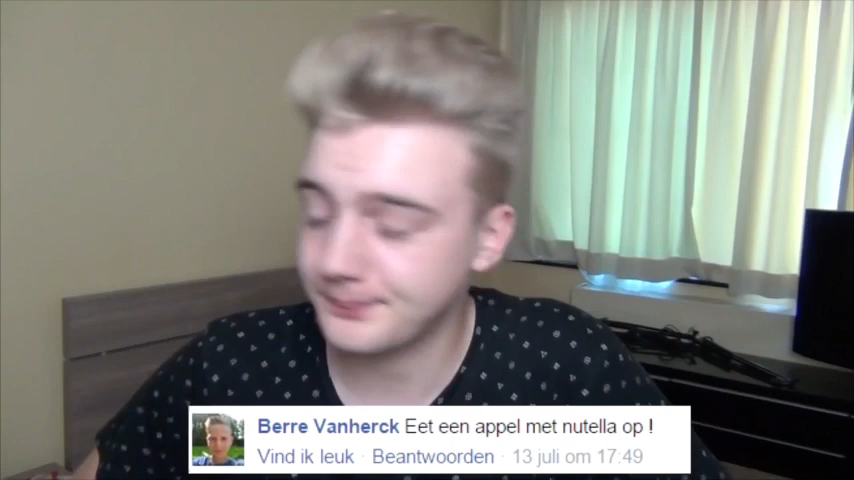 Berre Vanherck Eet een appel met nutella op !
Vind ik leuk · Beantwoorden · 13 juli om 17:49